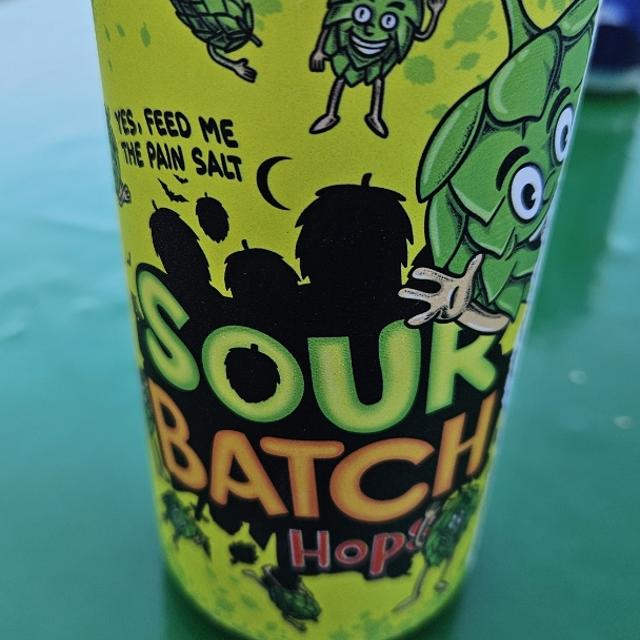 YES, FEED ME
THE PAIN SALT
SOUR
BATCH
Hops